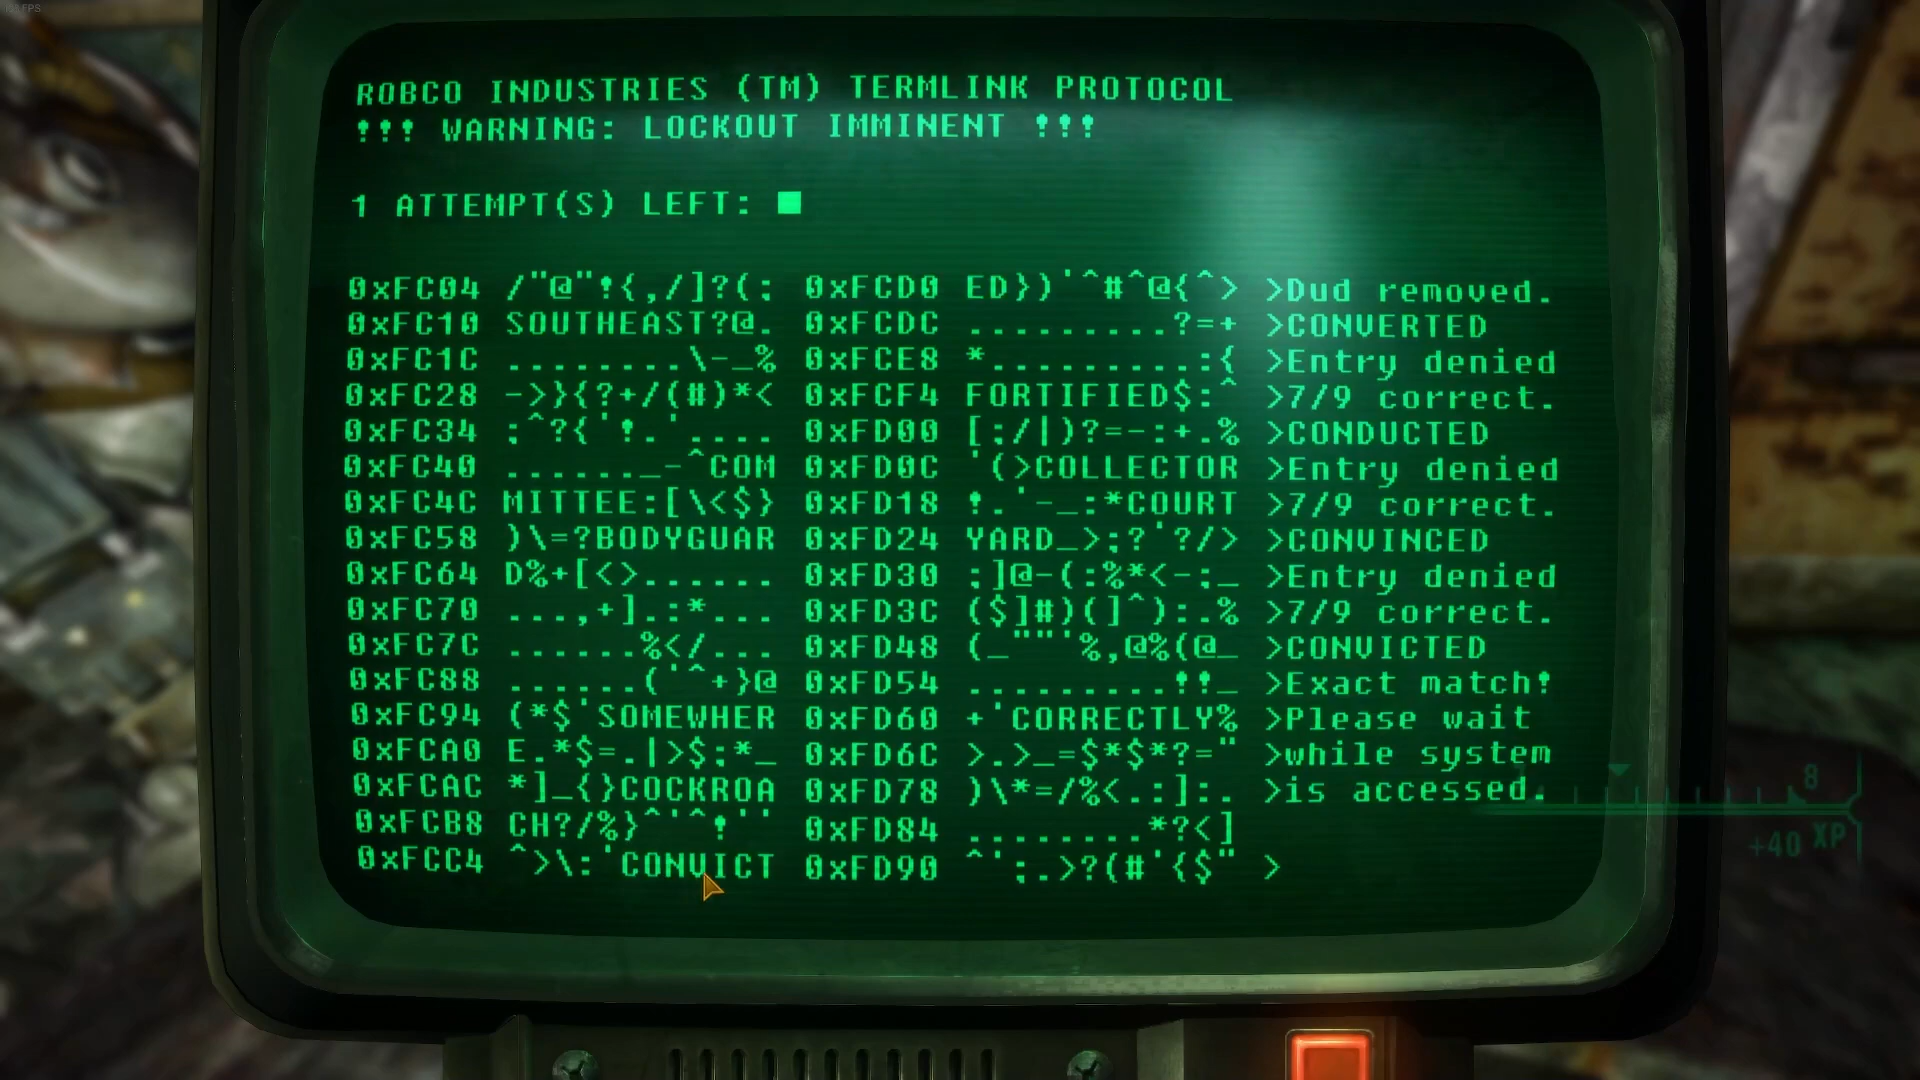 ROBCO INDUSTRIES (TM) TERMLINK PROTOCOL
!!! WARNING: LOCKOUT IMMINENT !!!
1 ATTEMPT(S) LEFT: ■
0xFC04 /"@"!{,/]?(; 0xFCD0 ED})'^#^@{^> >Dud removed.
0xFC10 SOUTHEAST?@. 0xFCDC .........?=+ >CONVERTED
0xFC1C ........\-_% 0xFCE8 *.........:{ >Entry denied
0xFC28 ->}{?+/(#)*< 0xFCF4 FORTIFIED$:^ >7/9 correct.
0xFC34 ;^?{'!.'.... 0xFD00 [;/|)?=-:+.% >CONDUCTED
0xFC40 ......_-^COM 0xFD0C '(>COLLECTOR >Entry denied
0xFC4C MITTEE:[\<$} 0xFD18 !.'-_:*COURT >7/9 correct.
0xFC58 )\=?BODYGUAR 0xFD24 YARD_>;?'?/> >CONVINCED
0xFC64 D%+[<>...... 0xFD30 ;]@-(:%*<-;_ >Entry denied
0xFC70 ...,+].:*... 0xFD3C ($]#)(]^):.% >7/9 correct.
0xFC7C ......%</... 0xFD48 (_""'%,@%(@_ >CONVICTED
0xFC88 ......('^+}@ 0xFD54 .........!!_ >Exact match!
0xFC94 (*$'SOMEWHER 0xFD60 +'CORRECTLY% >Please wait
0xFCA0 E.*$=.|>$;*_ 0xFD6C >.>_=$*$*?=" >while system
0xFCAC *]_{}COCKROA 0xFD78 )\*=/%<.:]:. >is accessed.
0xFCB8 CH?/%}^'^!'' 0xFD84 ........*?<]
0xFCC4 ^>\:'CONVICT 0xFD90 ^';.>?(#'{$" >
8
+40 XP